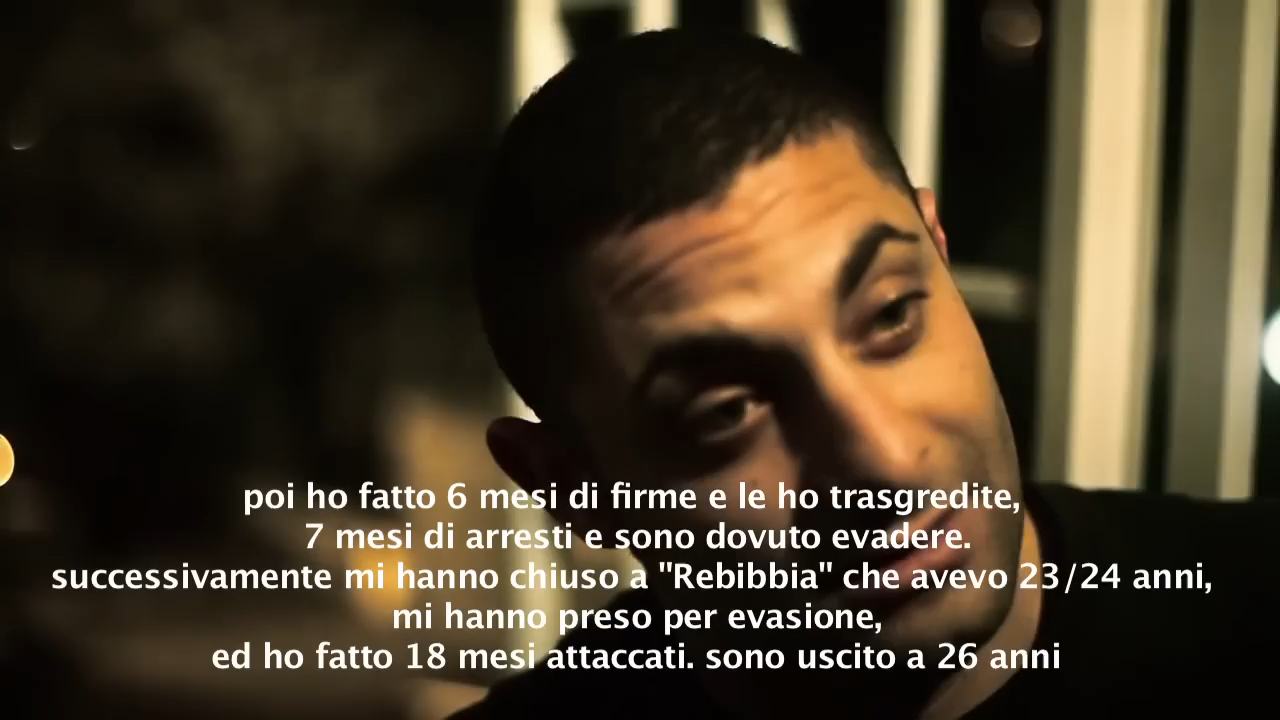 poi ho fatto 6 mesi di firme e le ho trasgredite,
7 mesi di arresti e sono dovuto evadere.
successivamente mi hanno chiuso a "Rebibbia" che avevo 23/24 anni,
mi hanno preso per evasione,
ed ho fatto 18 mesi attaccati. sono uscito a 26 anni